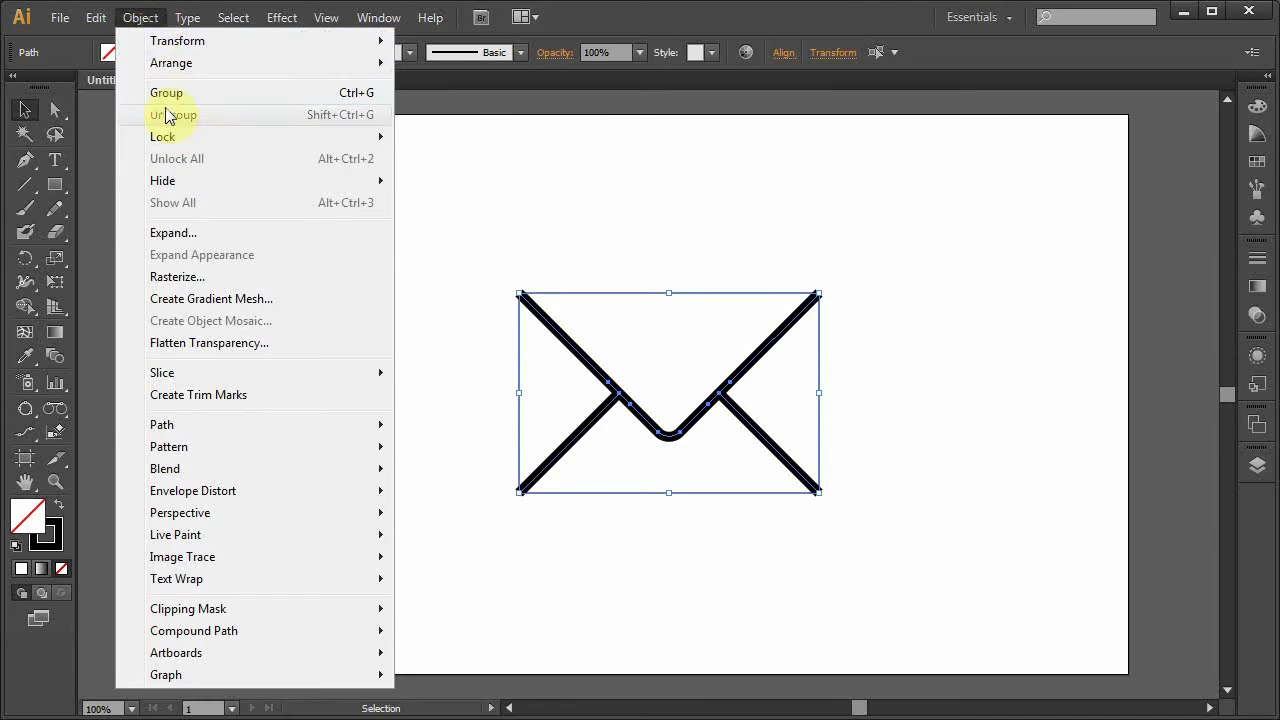 Ai File Edit Object Type Select Effect View Window Help Br Essentials
Path Basic Opacity: 100% Style: Align Transform
Transform
Arrange
Group Ctrl+G
Ungroup Shift+Ctrl+G
Lock
Unlock All Alt+Ctrl+2
Hide
Show All Alt+Ctrl+3
Expand...
Expand Appearance
Rasterize...
Create Gradient Mesh...
Create Object Mosaic...
Flatten Transparency...
Slice
Create Trim Marks
Path
Pattern
Blend
Envelope Distort
Perspective
Live Paint
Image Trace
Text Wrap
Clipping Mask
Compound Path
Artboards
Graph
100% 1 Selection